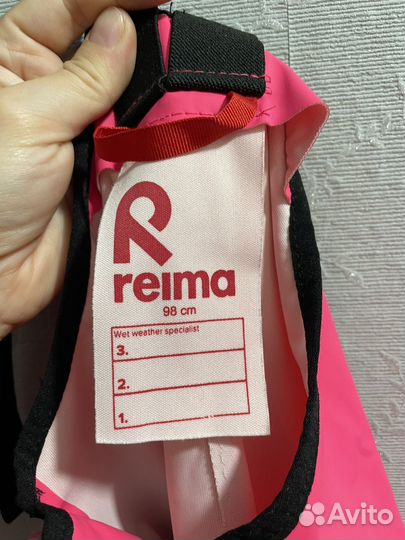 reima
98 cm
Wet weather specialist
3.
2.
1.
Avito